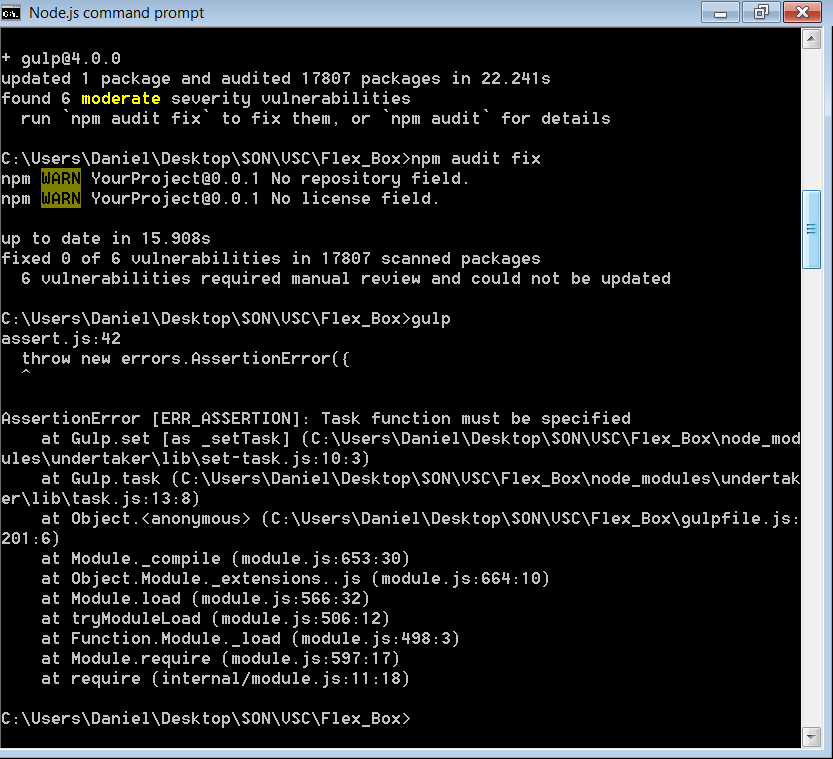 Node.js command prompt
+ gulp@4.0.0
updated 1 package and audited 17807 packages in 22.241s
found 6 moderate severity vulnerabilities
  run `npm audit fix` to fix them, or `npm audit` for details
C:\Users\Daniel\Desktop\SON\VSC\Flex_Box>npm audit fix
npm WARN YourProject@0.0.1 No repository field.
npm WARN YourProject@0.0.1 No license field.
up to date in 15.908s
fixed 0 of 6 vulnerabilities in 17807 scanned packages
  6 vulnerabilities required manual review and could not be updated
C:\Users\Daniel\Desktop\SON\VSC\Flex_Box>gulp
assert.js:42
  throw new errors.AssertionError({
  ^
AssertionError [ERR_ASSERTION]: Task function must be specified
    at Gulp.set [as _setTask] (C:\Users\Daniel\Desktop\SON\VSC\Flex_Box\node_mod
ules\undertaker\lib\set-task.js:10:3)
    at Gulp.task (C:\Users\Daniel\Desktop\SON\VSC\Flex_Box\node_modules\undertak
er\lib\task.js:13:8)
    at Object.<anonymous> (C:\Users\Daniel\Desktop\SON\VSC\Flex_Box\gulpfile.js:
201:6)
    at Module._compile (module.js:653:30)
    at Object.Module._extensions..js (module.js:664:10)
    at Module.load (module.js:566:32)
    at tryModuleLoad (module.js:506:12)
    at Function.Module._load (module.js:498:3)
    at Module.require (module.js:597:17)
    at require (internal/module.js:11:18)
C:\Users\Daniel\Desktop\SON\VSC\Flex_Box>